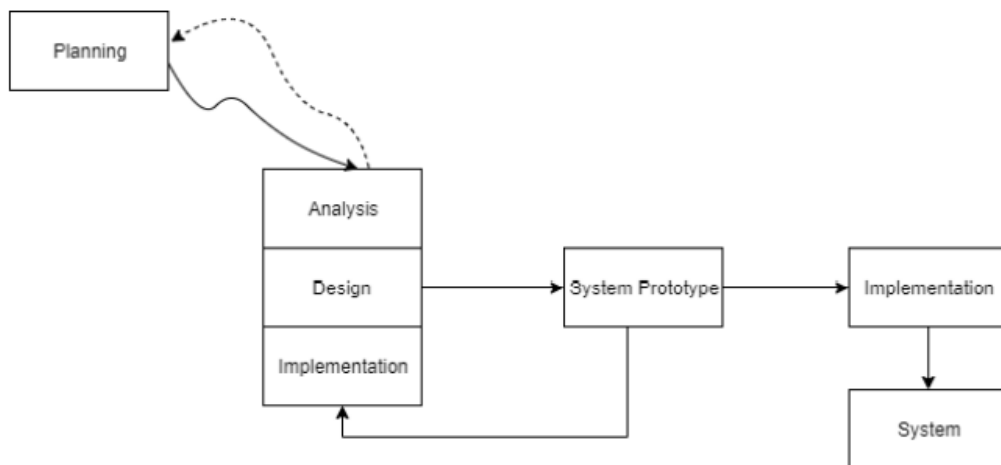 Planning
Analysis
Design
System Prototype
Implementation
Implementation
System